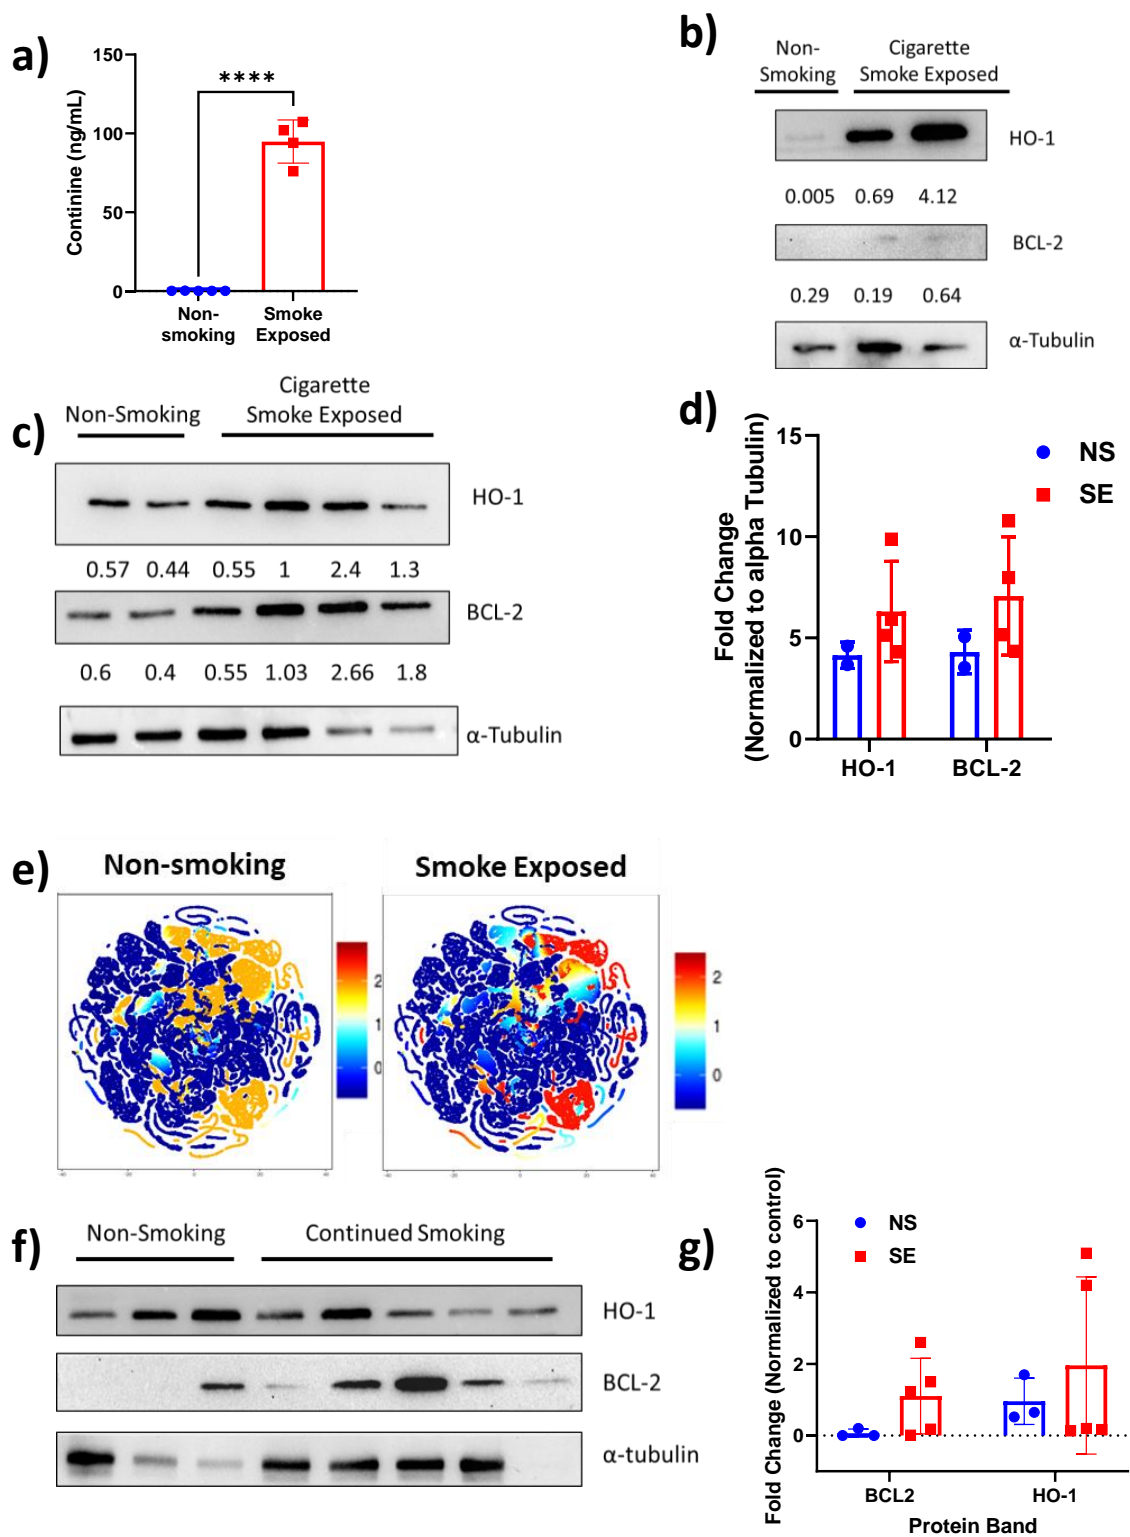 a)
150
100
50
0
Continine (ng/mL)
****
Non-
smoking
Smoke
Exposed
b)
Non-
Smoking
Cigarette
Smoke Exposed
HO-1
0.005 0.69 4.12
BCL-2
0.29 0.19 0.64
α-Tubulin
c)
Non-Smoking
Cigarette
Smoke Exposed
HO-1
0.57 0.44 0.55 1 2.4 1.3
BCL-2
0.6 0.4 0.55 1.03 2.66 1.8
α-Tubulin
d)
15
10
5
0
Fold Change
(Normalized to alpha Tubulin)
NS
SE
HO-1 BCL-2
e)
Non-smoking
2
1
0
Smoke Exposed
2
1
0
f)
Non-Smoking Continued Smoking
HO-1
BCL-2
α-tubulin
g)
Fold Change (Normalized to control)
6
4
2
0
NS
SE
BCL2 HO-1
Protein Band